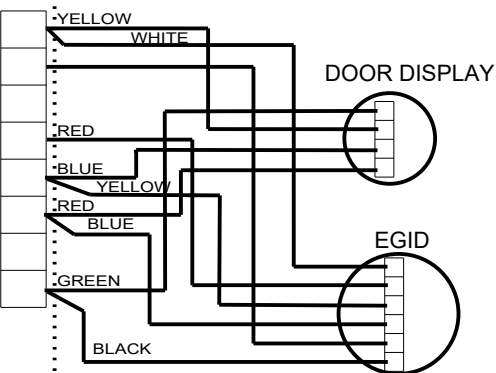 YELLOW
WHITE
DOOR DISPLAY
RED
BLUE
YELLOW
RED
BLUE
EGID
GREEN
BLACK